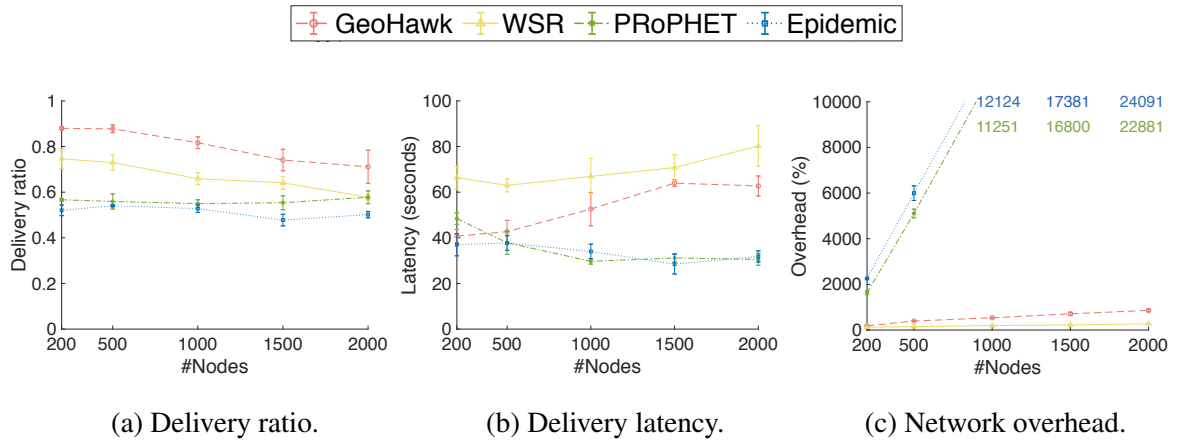 GeoHawk WSR PRoPHET Epidemic
1
0.8
0.6
0.4
0.2
0
200 500 1000 1500 2000
#Nodes
Delivery ratio
(a) Delivery ratio.
100
80
60
40
20
0
200 500 1000 1500 2000
#Nodes
Latency (seconds)
(b) Delivery latency.
10000
8000
6000
4000
2000
0
200 500 1000 1500 2000
#Nodes
Overhead (%)
12124 17381 24091
11251 16800 22881
(c) Network overhead.